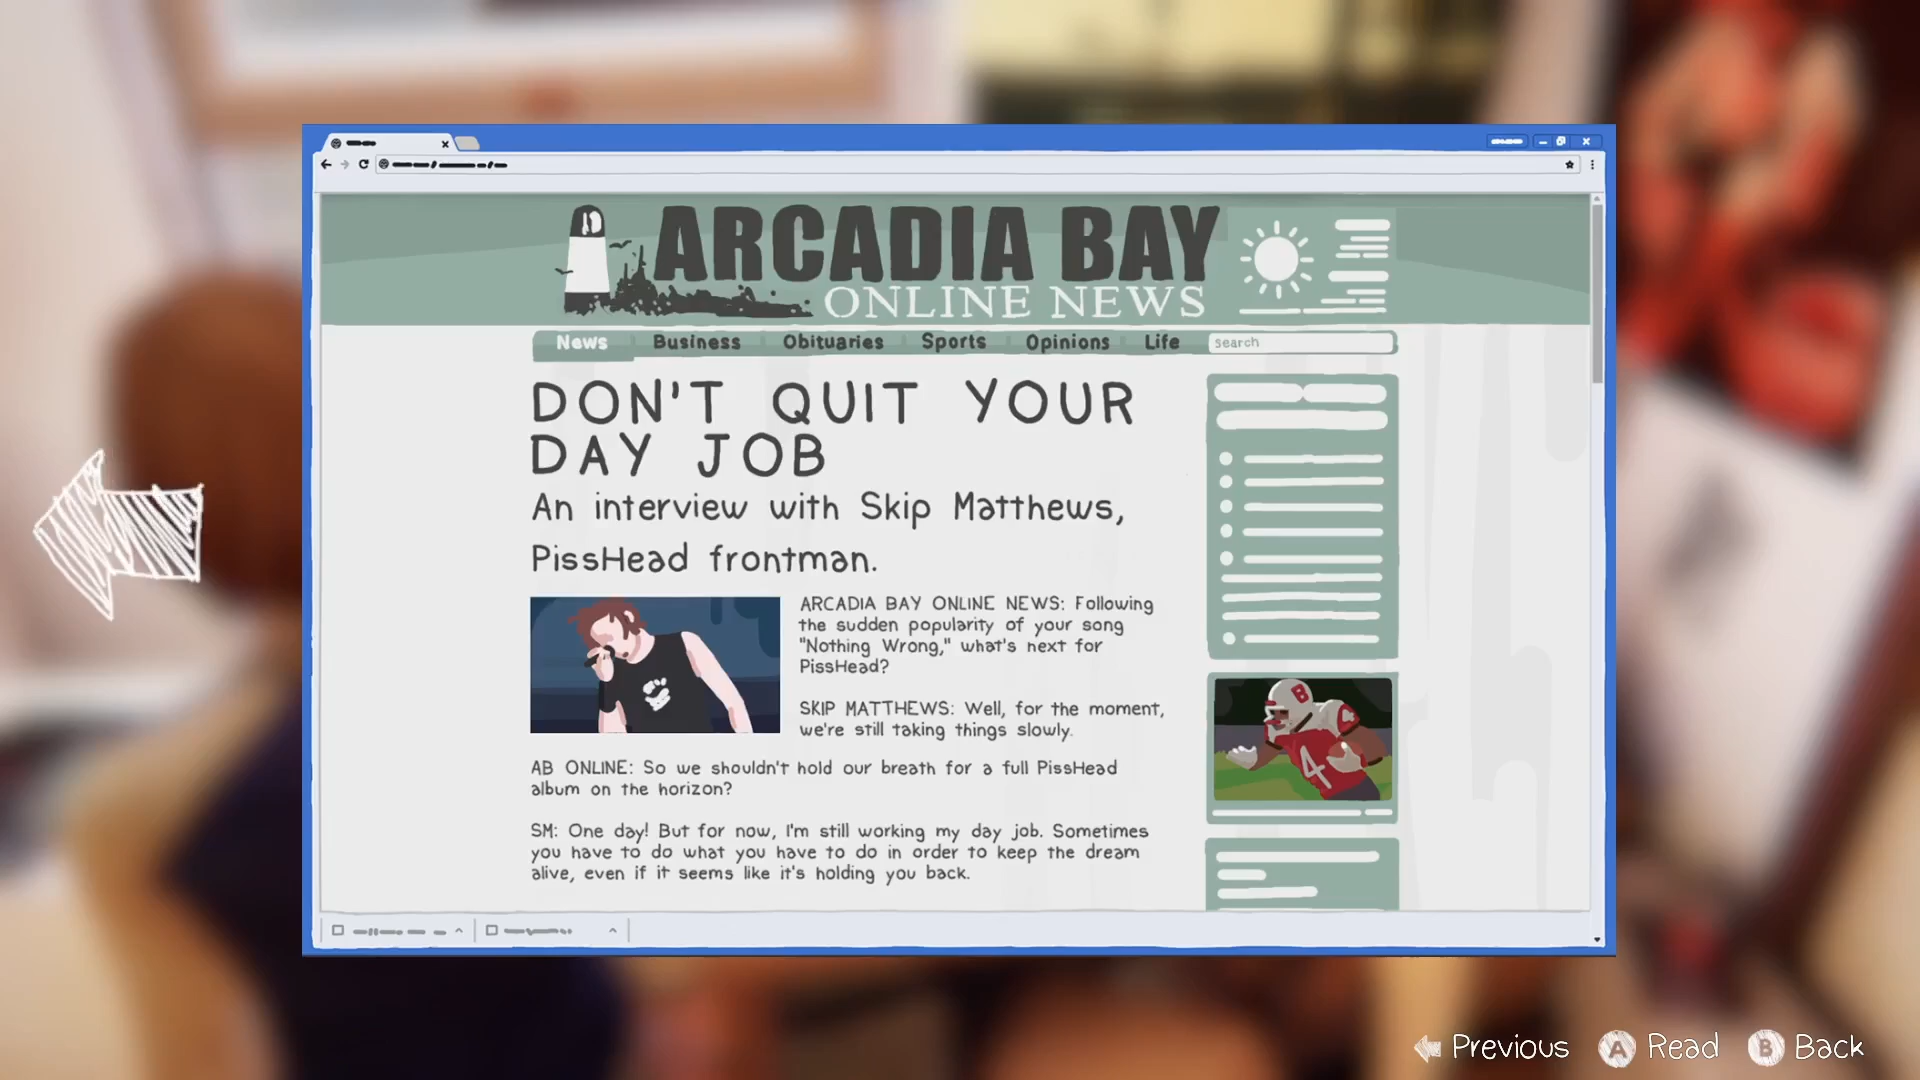 ARCADIA BAY
ONLINE NEWS
News Business Obituaries Sports Opinions Life search
DON'T QUIT YOUR
DAY JOB
An interview with Skip Matthews,
PissHead frontman.
ARCADIA BAY ONLINE NEWS: Following
the sudden popularity of your song
"Nothing Wrong," what's next for
PissHead?
SKIP MATTHEWS: Well, for the moment,
we're still taking things slowly.
AB ONLINE: So we shouldn't hold our breath for a full PissHead
album on the horizon?
SM: One day! But for now, I'm still working my day job. Sometimes
you have to do what you have to do in order to keep the dream
alive, even if it seems like it's holding you back.
B
4
4
Previous A Read B Back